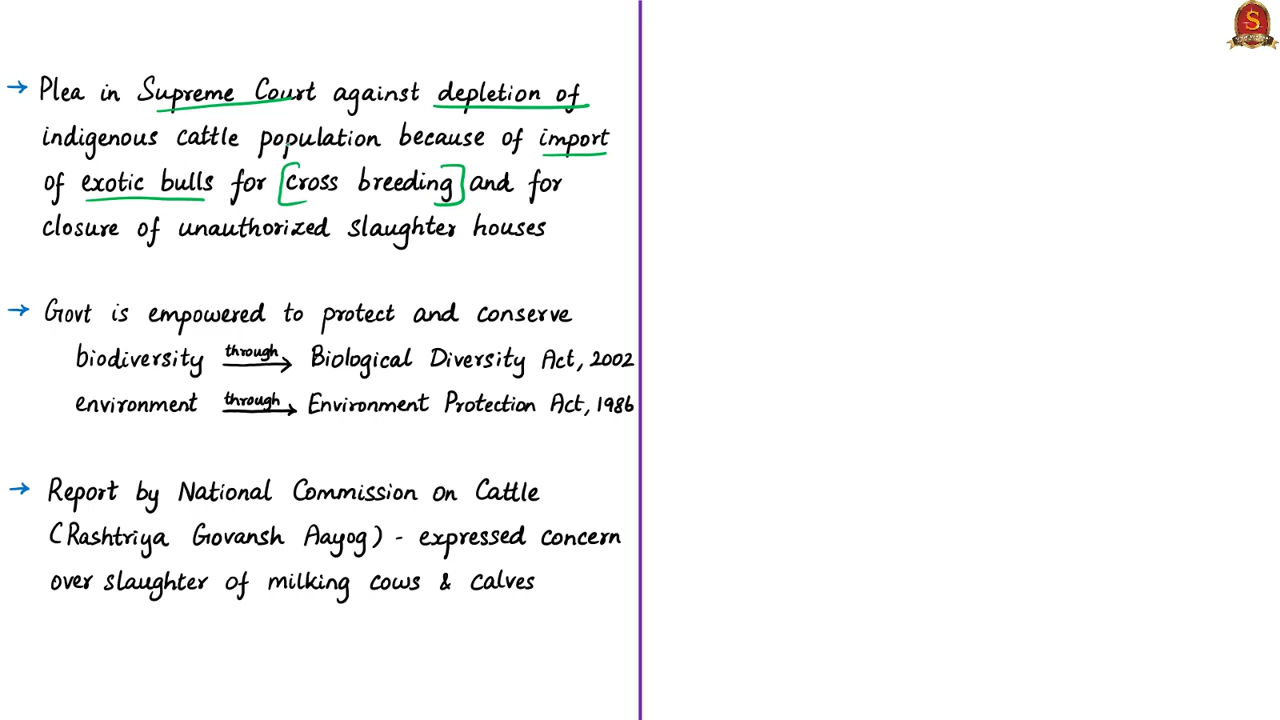 → Plea in Supreme Court against depletion of
indigenous cattle population because of import
of exotic bulls for [cross breeding] and for
closure of unauthorized slaughter houses
→ Govt is empowered to protect and conserve
biodiversity through → Biological Diversity Act, 2002
environment through → Environment Protection Act, 1986
→ Report by National Commission on Cattle
(Rashtriya Govansh Aayog) - expressed concern
over slaughter of milking cows & calves
S